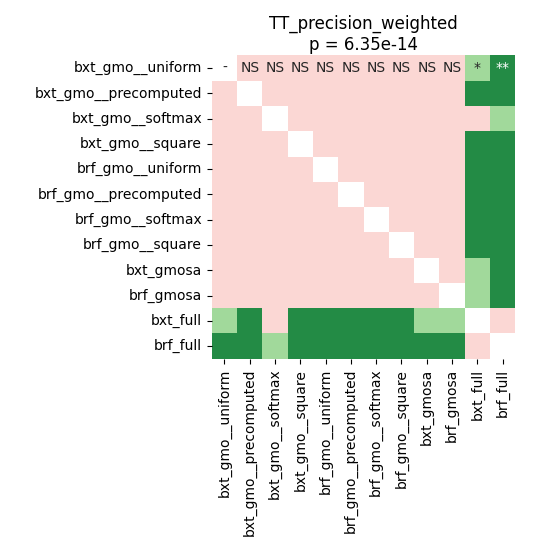 TT_precision_weighted
p = 6.35e-14
bxt_gmo__uniform - NS NS NS NS NS NS NS NS NS * **
bxt_gmo__precomputed
bxt_gmo__softmax
bxt_gmo__square
brf_gmo__uniform
brf_gmo__precomputed
brf_gmo__softmax
brf_gmo__square
bxt_gmosa
brf_gmosa
bxt_full
brf_full
bxt_gmo__uniform
bxt_gmo__precomputed
bxt_gmo__softmax
bxt_gmo__square
brf_gmo__uniform
brf_gmo__precomputed
brf_gmo__softmax
brf_gmo__square
bxt_gmosa
brf_gmosa
bxt_full
brf_full